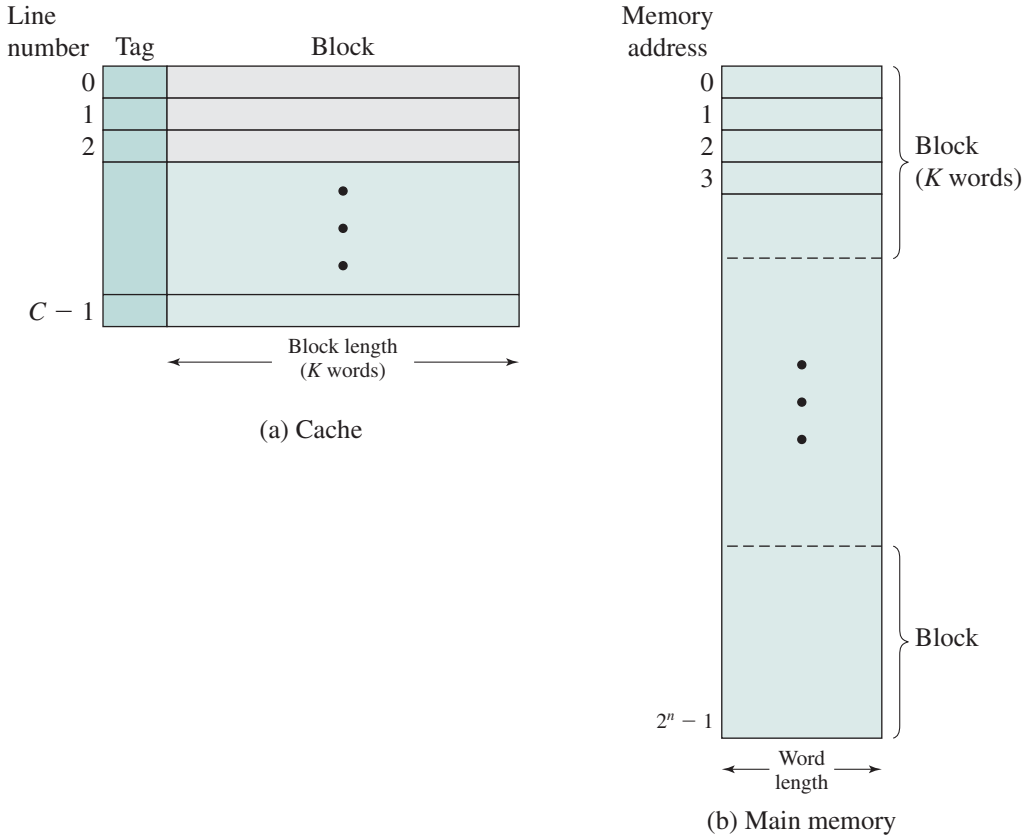 Line
number Tag Block
0
1
2
C − 1
Block length
(K words)
(a) Cache
Memory
address
0
1
2
3
Block
(K words)
Block
2ⁿ − 1
Word
length
(b) Main memory